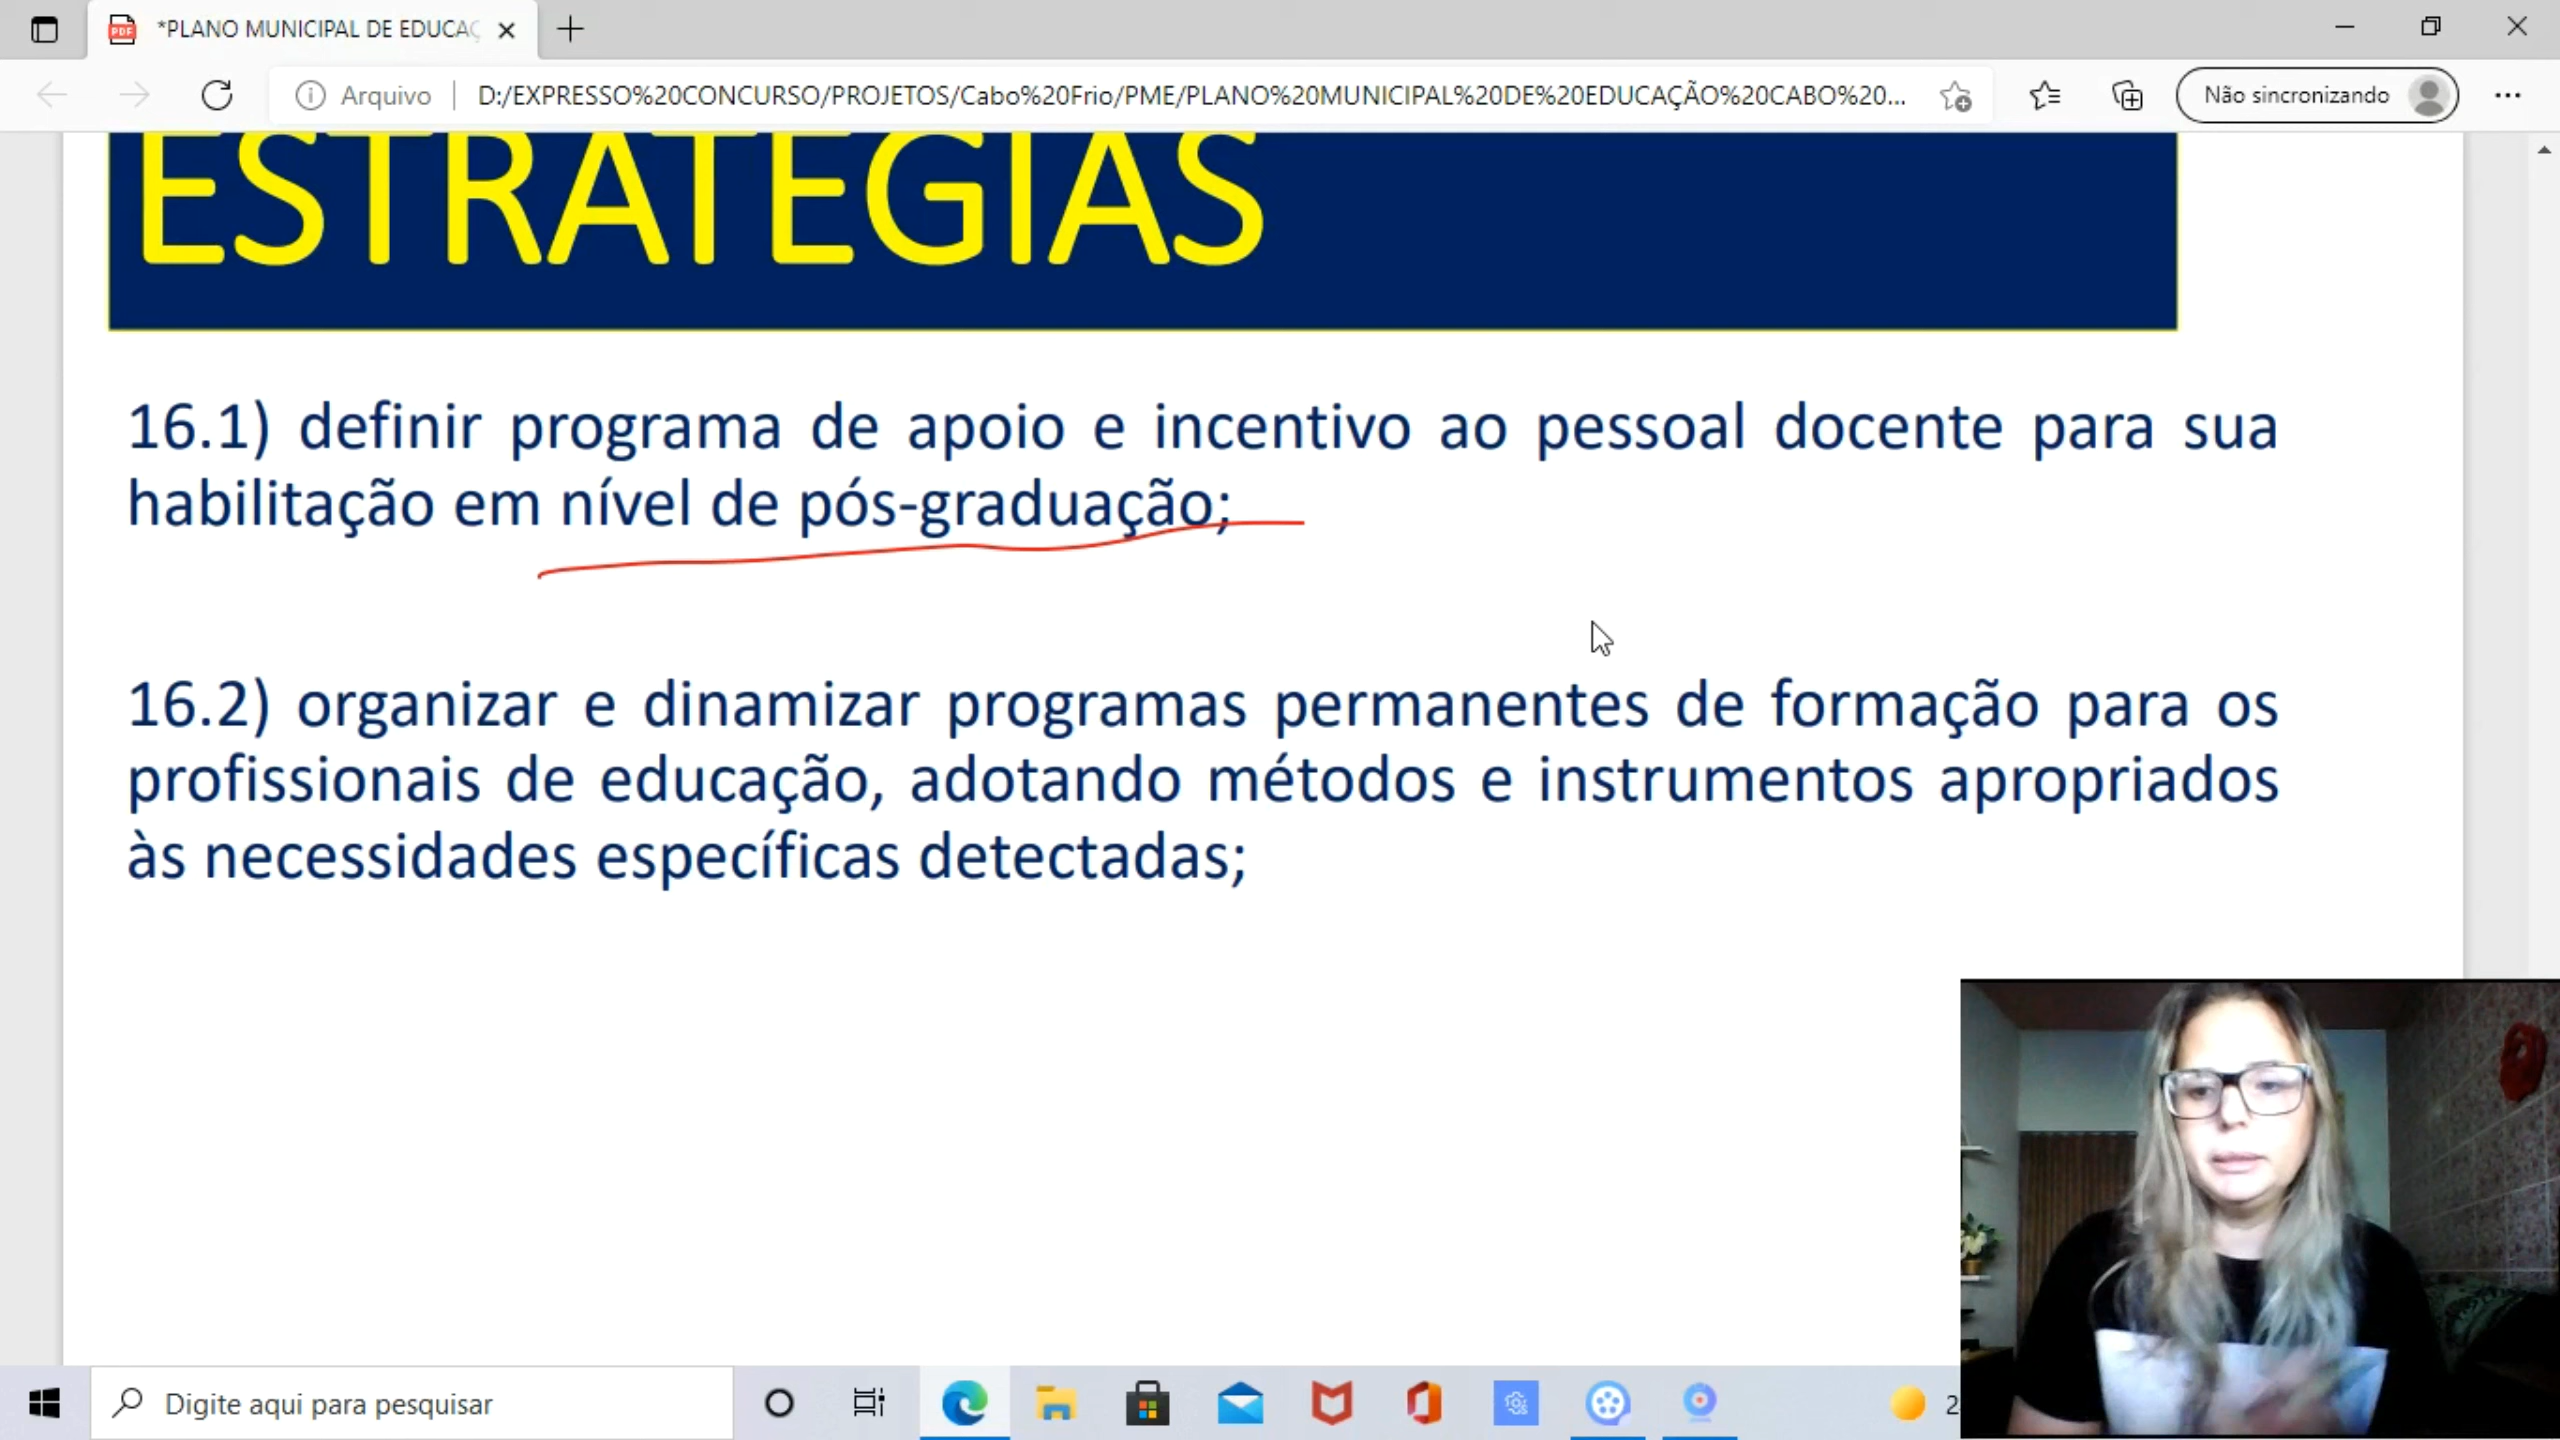 *PLANO MUNICIPAL DE EDUCAÇ
Arquivo
D:/EXPRESSO%20CONCURSO/PROJETOS/Cabo%20Frio/PME/PLANO%20MUNICIPAL%20DE%20EDUCAÇÃO%20CABO%20...
Não sincronizando
ESTRATÉGIAS
16.1) definir programa de apoio e incentivo ao pessoal docente para sua
habilitação em nível de pós-graduação;
16.2) organizar e dinamizar programas permanentes de formação para os
profissionais de educação, adotando métodos e instrumentos apropriados
às necessidades específicas detectadas;
Digite aqui para pesquisar
2